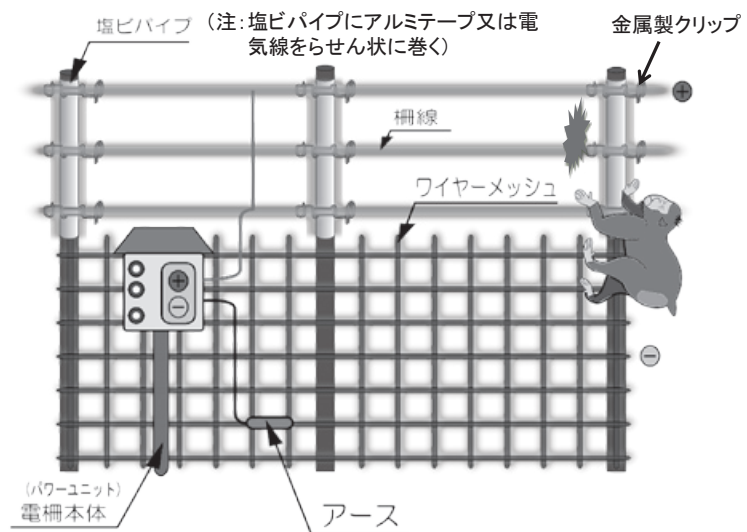 塩ビパイプ
(注:塩ビパイプにアルミテープ又は電
気線をらせん状に巻く)
金属製クリップ
+
柵線
ワイヤーメッシュ
+
−
−
(パワーユニット)
電柵本体
アース